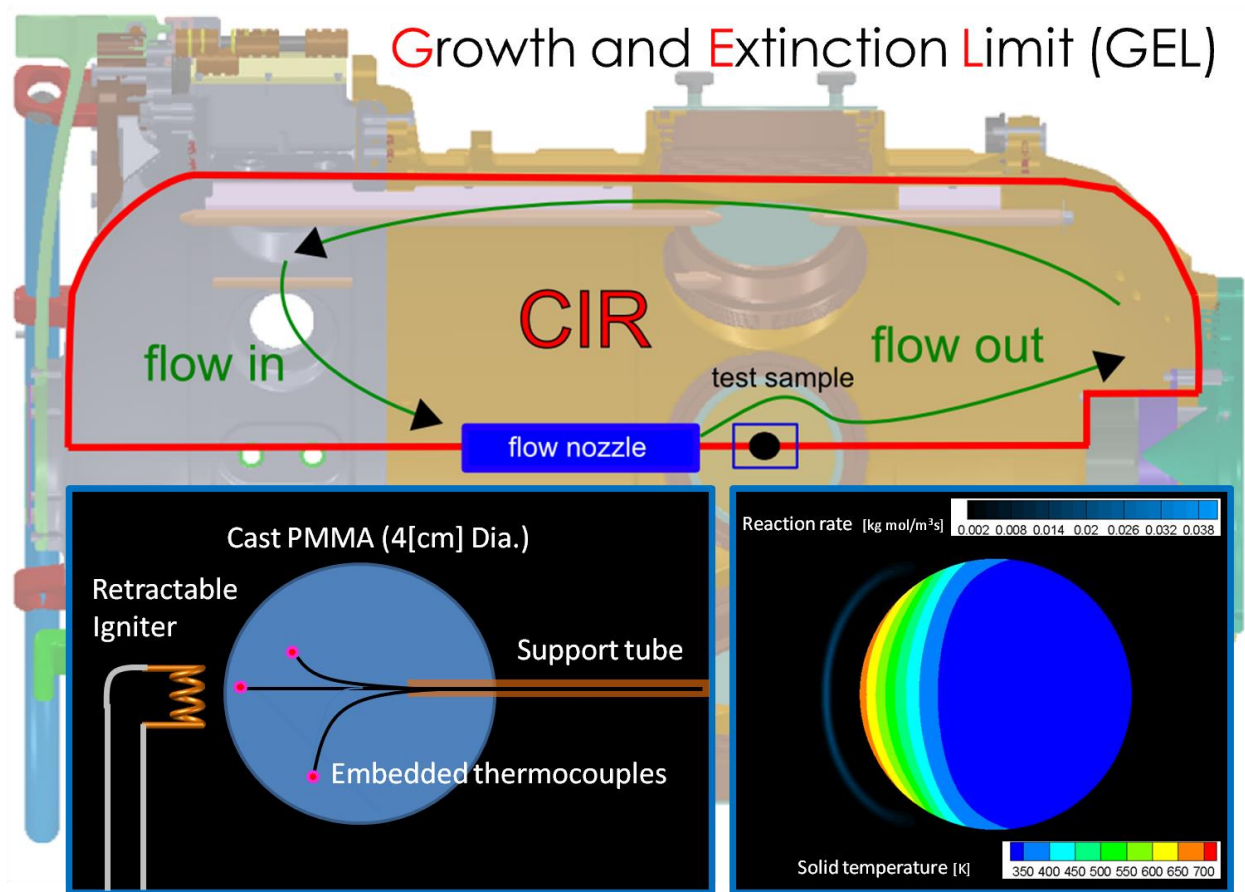 Growth and Extinction Limit (GEL)
CIR
flow in
flow out
test sample
flow nozzle
Cast PMMA (4[cm] Dia.)
Retractable
Igniter
Support tube
Embedded thermocouples
Reaction rate [kg mol/m³s]
0.002 0.008 0.014 0.02 0.026 0.032 0.038
Solid temperature [K]
350 400 450 500 550 600 650 700